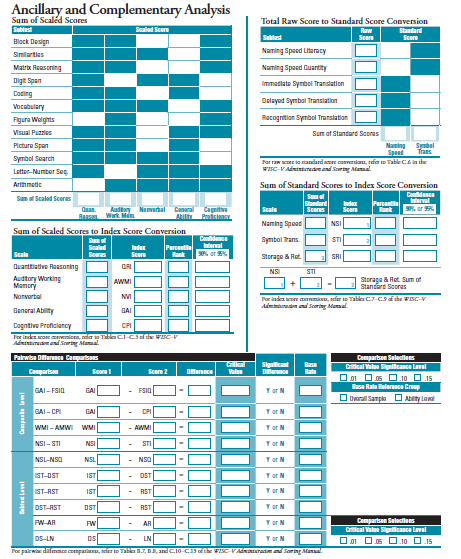 Ancillary and Complementary Analysis
Sum of Scaled Scores
Subtest Scaled Score
Block Design
Similarities
Matrix Reasoning
Digit Span
Coding
Vocabulary
Figure Weights
Visual Puzzles
Picture Span
Symbol Search
Letter–Number Seq.
Arithmetic
Sum of Scaled Scores
Quan. Auditory Nonverbal General Cognitive
Reason. Work. Mem. Ability Proficiency
Total Raw Score to Standard Score Conversion
Raw Standard
Subtest Score Score
Naming Speed Literacy
Naming Speed Quantity
Immediate Symbol Translation
Delayed Symbol Translation
Recognition Symbol Translation
Sum of Standard Scores
Naming Symbol
Speed Trans.
For raw score to standard score conversions, refer to Table C.6 in the
WISC–V Administration and Scoring Manual.
Sum of Scaled Scores to Index Score Conversion
Sum of Confidence
Scaled Index Percentile Interval
Scale Scores Score Rank 90% or 95%
Quantitative Reasoning QRI
Auditory Working
Memory AWMI
Nonverbal NVI
General Ability GAI
Cognitive Proficiency CPI
For index score conversions, refer to Tables C.1–C.5 of the WISC–V
Administration and Scoring Manual.
Sum of Standard Scores to Index Score Conversion
Sum of Confidence
Standard Index Percentile Interval
Scale Scores Score Rank 90% or 95%
Naming Speed NSI 1
Symbol Trans. STI 2
Storage & Ret. 3 SRI
NSI STI
1 + 2 = 3 Storage & Ret. Sum of
Standard Scores
For index score conversions, refer to Tables C.7–C.9 of the WISC–V
Administration and Scoring Manual.
Pairwise Difference Comparisons
Critical Significant Base
Comparison Score 1 Score 2 Difference Value Difference Rate
Composite Level
GAI – FSIQ GAI - FSIQ = Y or N
GAI – CPI GAI - CPI = Y or N
WMI – AMWI WMI - AWMI = Y or N
NSI – STI NSI - STI = Y or N
Subtest Level
NSL–NSQ NSL - NSQ = Y or N
IST–DST IST - DST = Y or N
IST–RST IST - RST = Y or N
DST–RST DST - RST = Y or N
FW–AR FW - AR = Y or N
DS–LN DS - LN = Y or N
Comparison Selections
Critical Value Significance Level
.01 .05 .10 .15
Base Rate Reference Group
Overall Sample Ability Level
Comparison Selections
Critical Value Significance Level
.01 .05 .10 .15
For pairwise difference comparisons, refer to Tables B.7, B.8, and C.10–C.15 of the WISC–V Administration and Scoring Manual.